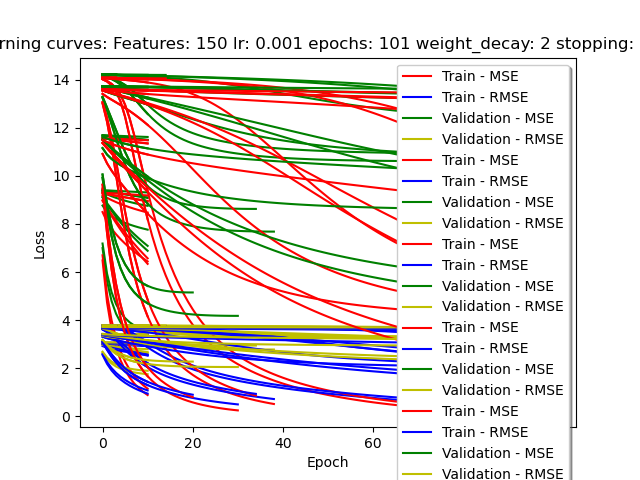 rning curves: Features: 150 lr: 0.001 epochs: 101 weight_decay: 2 stopping:
14
12
10
8
6
4
2
0
Loss
0
20
40
60
Epoch
Train - MSE
Train - RMSE
Validation - MSE
Validation - RMSE
Train - MSE
Train - RMSE
Validation - MSE
Validation - RMSE
Train - MSE
Train - RMSE
Validation - MSE
Validation - RMSE
Train - MSE
Train - RMSE
Validation - MSE
Validation - RMSE
Train - MSE
Train - RMSE
Validation - MSE
Validation - RMSE